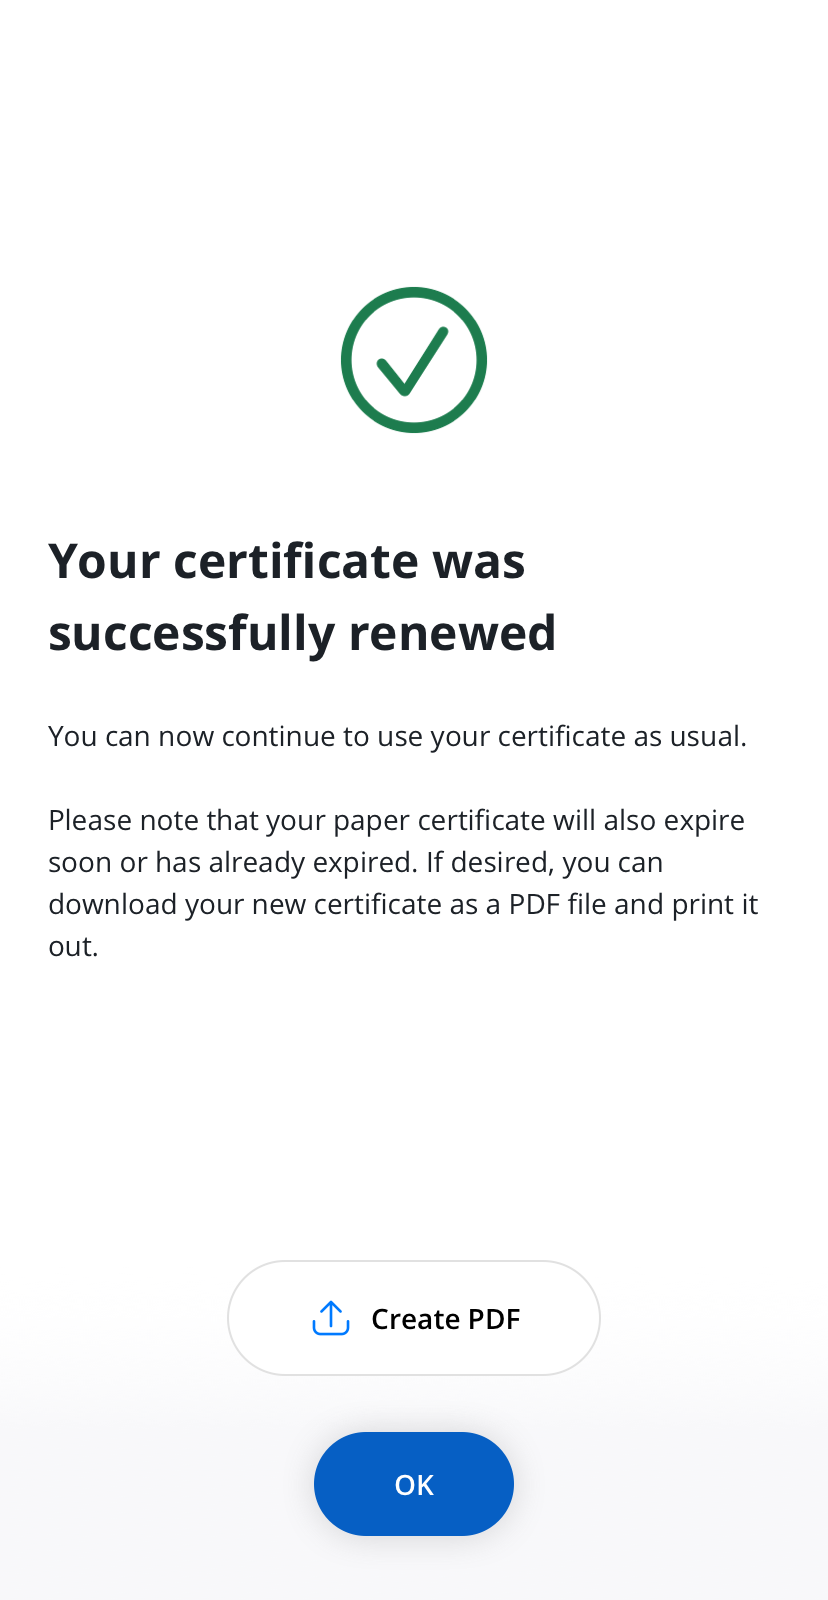 Your certificate was
successfully renewed
You can now continue to use your certificate as usual.
Please note that your paper certificate will also expire
soon or has already expired. If desired, you can
download your new certificate as a PDF file and print it
out.
Create PDF
OK